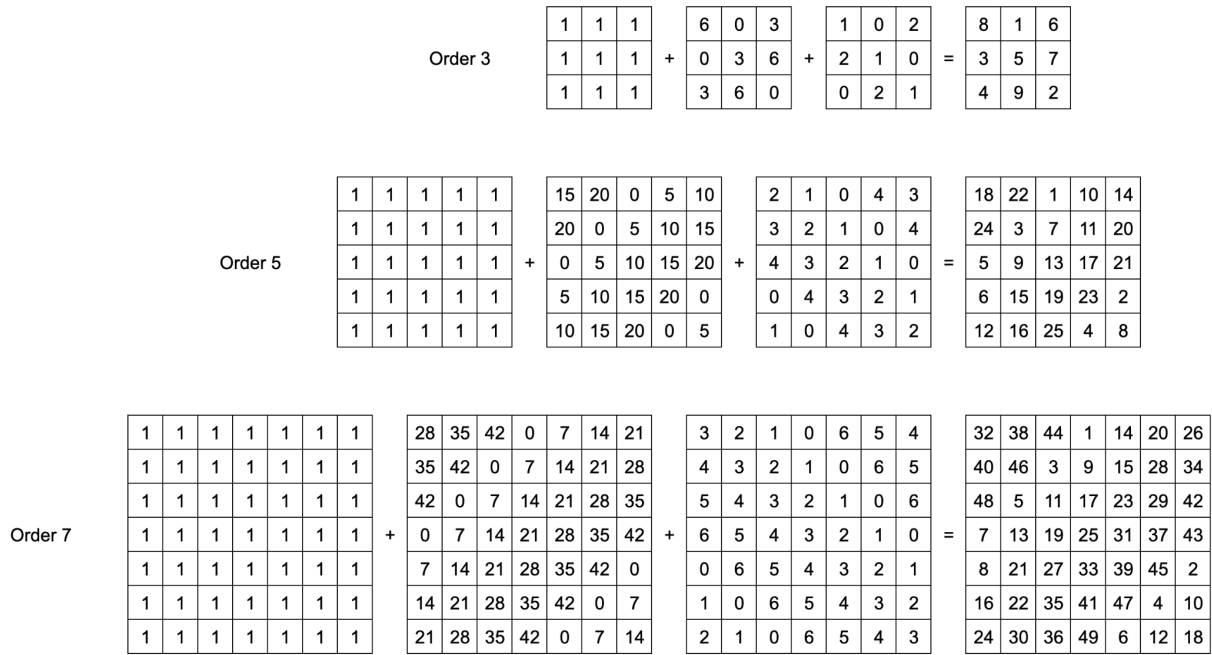 1 1 1 6 0 3 1 0 2 8 1 6
Order 3 1 1 1 + 0 3 6 + 2 1 0 = 3 5 7
1 1 1 3 6 0 0 2 1 4 9 2
1 1 1 1 1 15 20 0 5 10 2 1 0 4 3 18 22 1 10 14
1 1 1 1 1 20 0 5 10 15 3 2 1 0 4 24 3 7 11 20
Order 5 1 1 1 1 1 + 0 5 10 15 20 + 4 3 2 1 0 = 5 9 13 17 21
1 1 1 1 1 5 10 15 20 0 0 4 3 2 1 6 15 19 23 2
1 1 1 1 1 10 15 20 0 5 1 0 4 3 2 12 16 25 4 8
1 1 1 1 1 1 1 28 35 42 0 7 14 21 3 2 1 0 6 5 4 32 38 44 1 14 20 26
1 1 1 1 1 1 1 35 42 0 7 14 21 28 4 3 2 1 0 6 5 40 46 3 9 15 28 34
1 1 1 1 1 1 1 42 0 7 14 21 28 35 5 4 3 2 1 0 6 48 5 11 17 23 29 42
Order 7 1 1 1 1 1 1 1 + 0 7 14 21 28 35 42 + 6 5 4 3 2 1 0 = 7 13 19 25 31 37 43
1 1 1 1 1 1 1 7 14 21 28 35 42 0 0 6 5 4 3 2 1 8 21 27 33 39 45 2
1 1 1 1 1 1 1 14 21 28 35 42 0 7 1 0 6 5 4 3 2 16 22 35 41 47 4 10
1 1 1 1 1 1 1 21 28 35 42 0 7 14 2 1 0 6 5 4 3 24 30 36 49 6 12 18